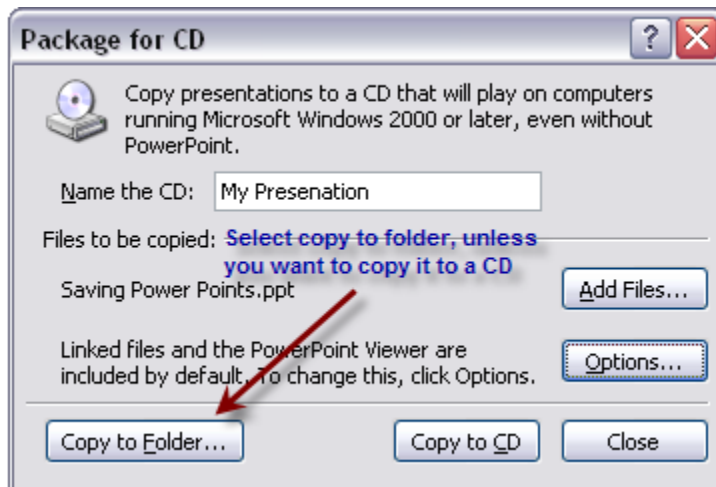 Package for CD
Copy presentations to a CD that will play on computers
running Microsoft Windows 2000 or later, even without
PowerPoint.
Name the CD: My Presenation
Files to be copied: Select copy to folder, unless
you want to copy it to a CD
Saving Power Points.ppt Add Files...
Linked files and the PowerPoint Viewer are
included by default. To change this, click Options. Options...
Copy to Folder... Copy to CD Close